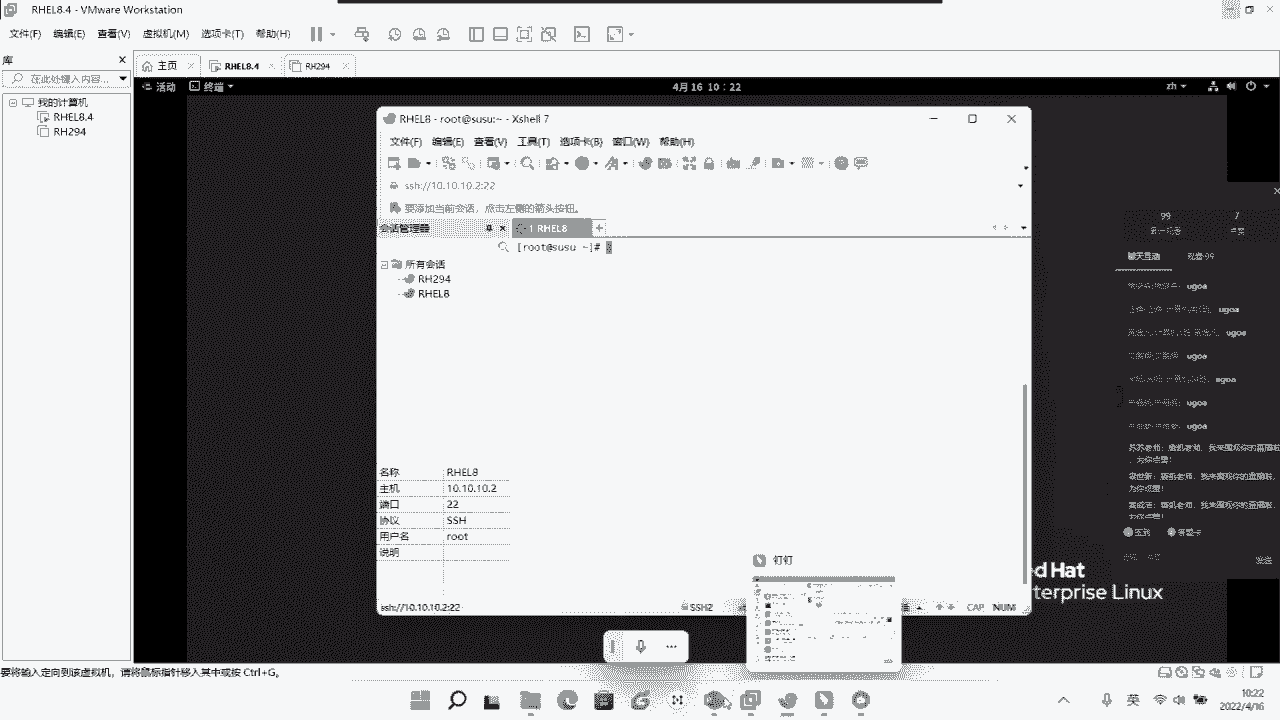 RHEL8.4 - VMware Workstation
文件(F) 编辑(E) 查看(V) 虚拟机(M) 选项卡(T) 帮助(H)
库
在此处键入内容...
我的计算机
RHEL8.4
RH294
主页
RHEL8.4
RH294
活动
终端
4月 16 10：22
zh
RHEL8 - root@susu:~ - Xshell 7
文件(F) 编辑(E) 查看(V) 工具(T) 选项卡(B) 窗口(W) 帮助(H)
ssh://10.10.10.2:22
要添加当前会话，点击左侧的箭头按钮。
会话管理器
1 RHEL8
[root@susu ~]#
所有会话
RH294
RHEL8
名称 RHEL8
主机 10.10.10.2
端口 22
协议 SSH
用户名 root
说明
ssh://10.10.10.2:22
SSH2
CAP NUM
钉钉
99
7
聊天互动
ugoa
ugoa
ugoa
ugoa
ugoa
ugoa
ugoa
d Hat
terprise Linux
要将输入定向到该虚拟机，请将鼠标指针移入其中或按 Ctrl+G。
英
10:22
2022/4/16